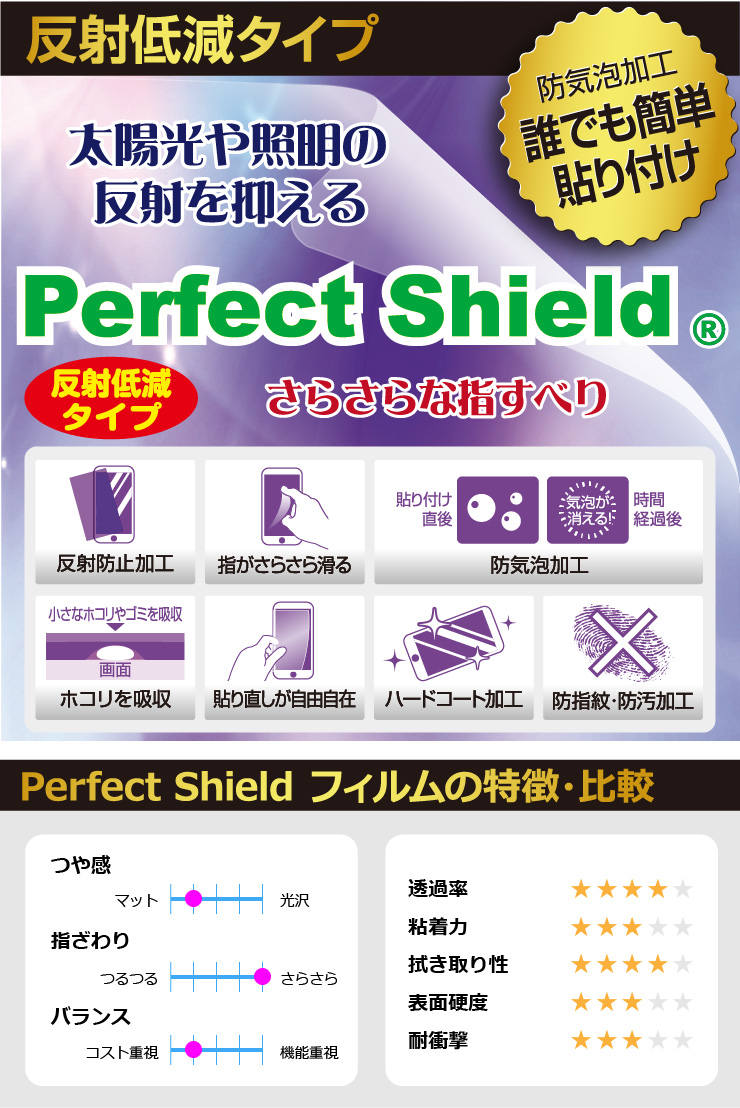 反射低減タイプ
防気泡加工
誰でも簡単
貼り付け
太陽光や照明の
反射を抑える
Perfect Shield ®
反射低減
タイプ
さらさらな指すべり
反射防止加工
指がさらさら滑る
貼り付け
直後
気泡が
消える!
時間
経過後
防気泡加工
小さなホコリやゴミを吸収
画面
ホコリを吸収
貼り直しが自由自在
ハードコート加工
防指紋・防汚加工
Perfect Shield フィルムの特徴・比較
つや感
マット 光沢
指ざわり
つるつる さらさら
バランス
コスト重視 機能重視
透過率 ★★★★★
粘着力 ★★★★★
拭き取り性 ★★★★★
表面硬度 ★★★★★
耐衝撃 ★★★★★